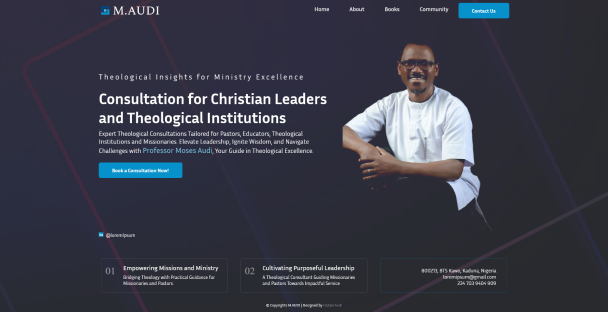 M.AUDI
Home About Books Community Contact Us
Theological Insights for Ministry Excellence
Consultation for Christian Leaders
and Theological Institutions
Expert Theological Consultations Tailored for Pastors, Educators, Theological
Institutions and Missionaries. Elevate Leadership, Ignite Wisdom, and Navigate
Challenges with Professor Moses Audi, Your Guide in Theological Excellence.
Book a Consultation Now!
@loremipsum
01 Empowering Missions and Ministry
Bridging Theology with Practical Guidance for
Missionaries and Pastors.
02 Cultivating Purposeful Leadership
A Theological Consultant Guiding Missionaries
and Pastors Towards Impactful Service
800213, BTS Kawo, Kaduna, Nigeria
loremipsum@gmail.com
234 703 9404 909
© Copyrights M.AUDI | Designed by